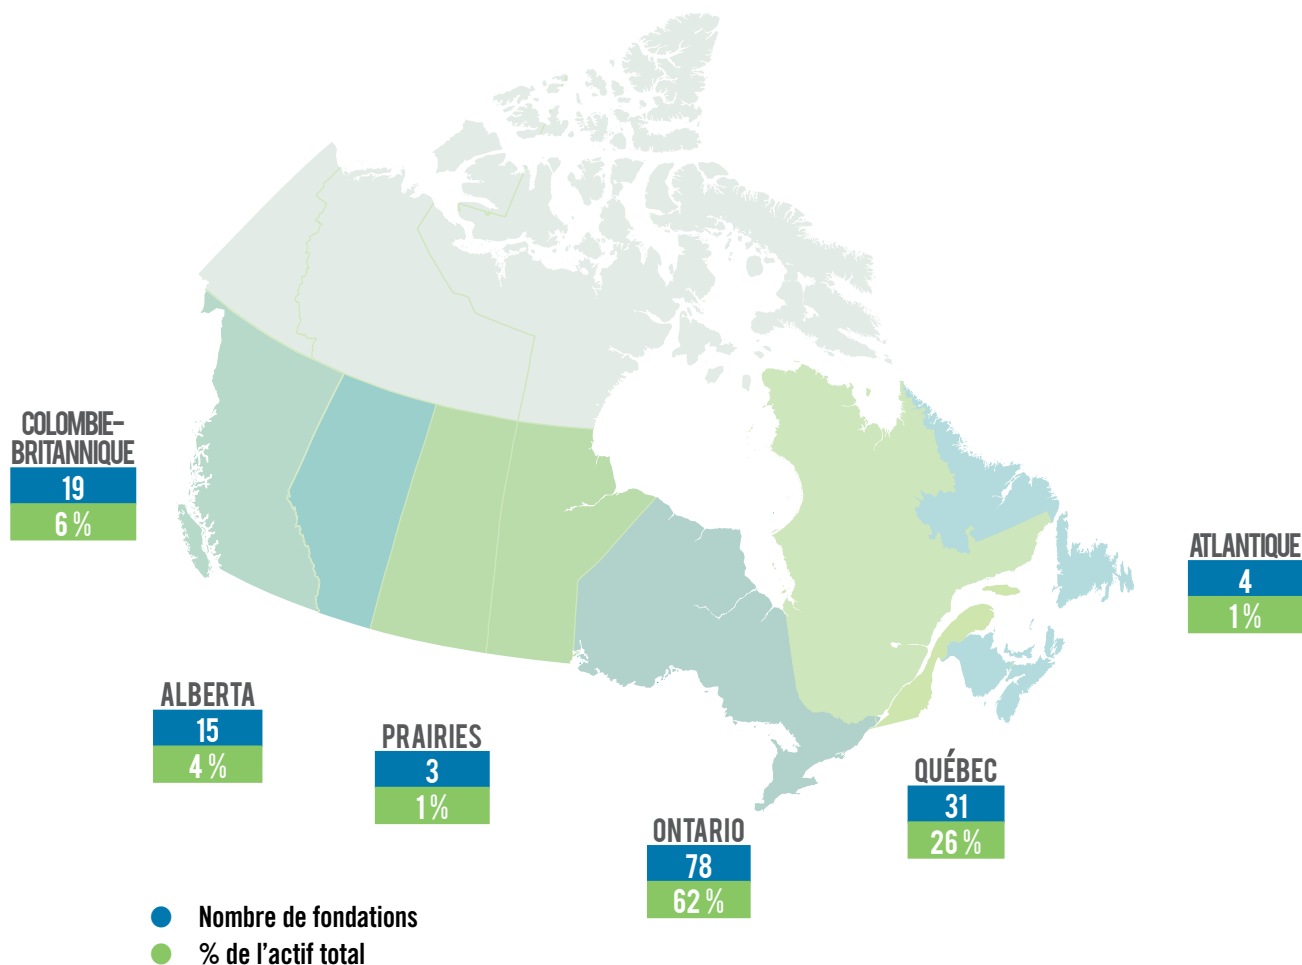 COLOMBIE-
BRITANNIQUE
19
6 %
ATLANTIQUE
4
1 %
ALBERTA
15
4 %
PRAIRIES
3
1 %
QUÉBEC
31
26 %
ONTARIO
78
62 %
Nombre de fondations
% de l’actif total